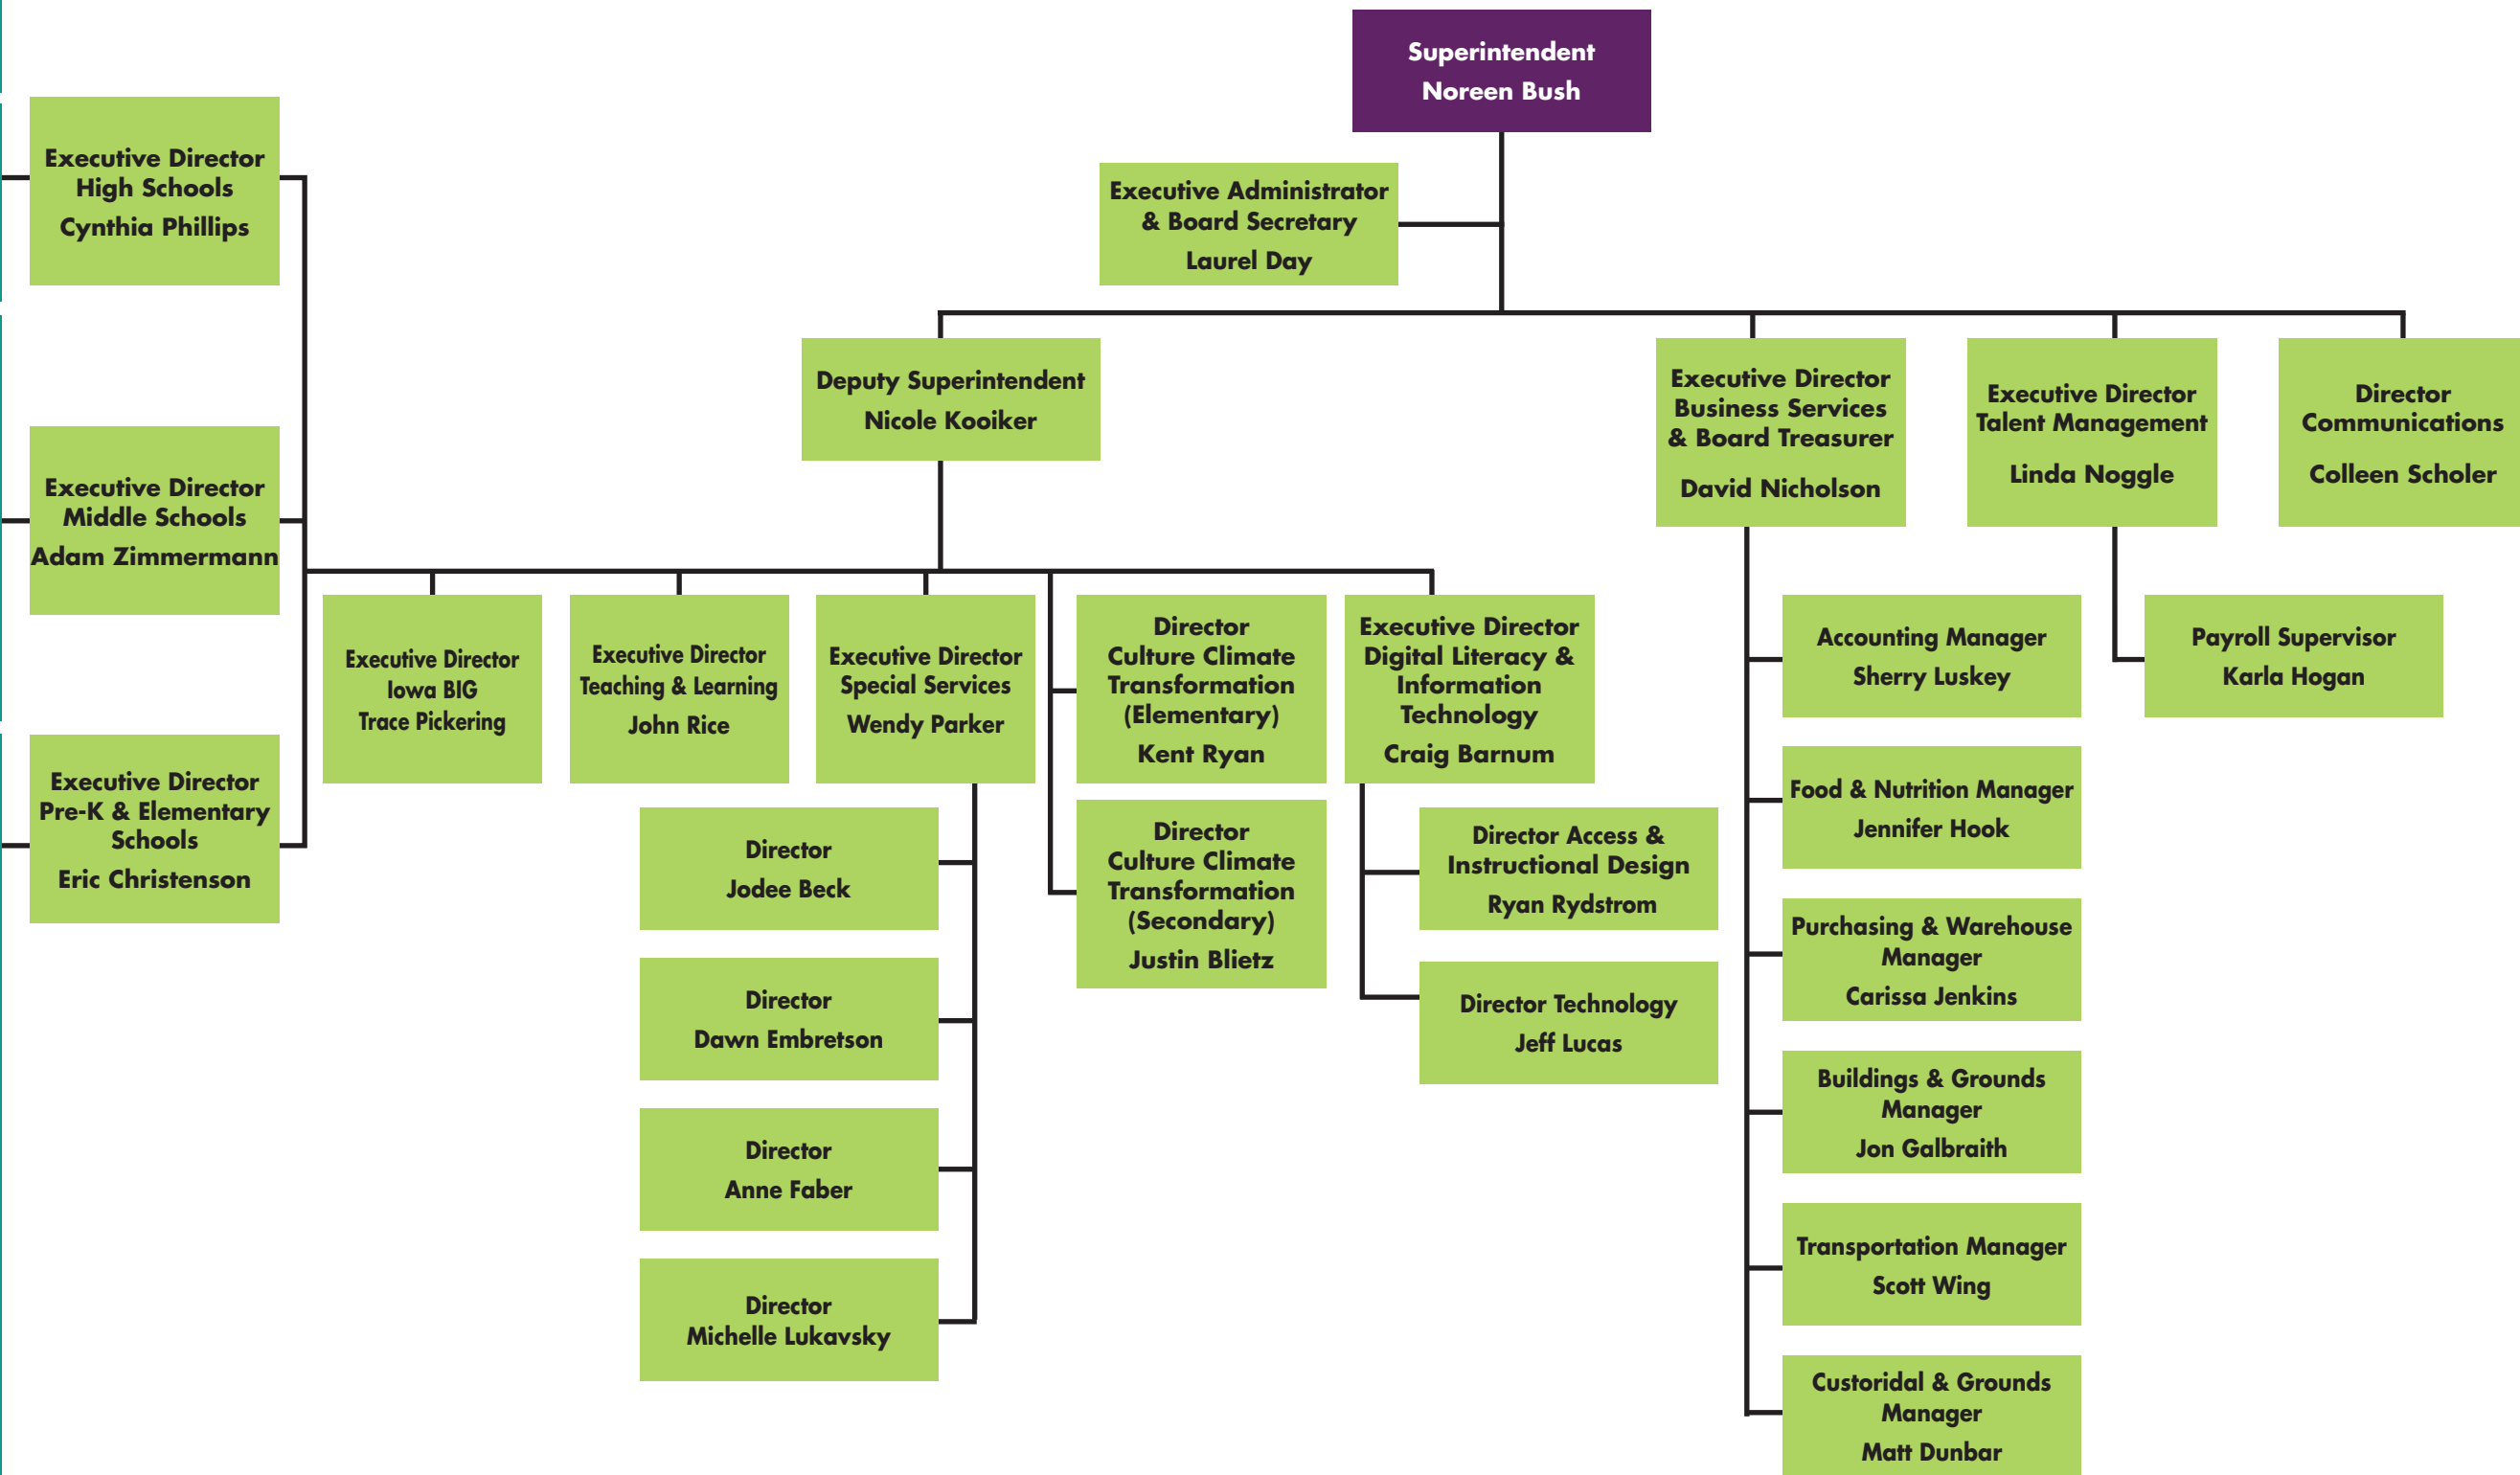 Superintendent
Noreen Bush
Executive Administrator
& Board Secretary
Laurel Day
Executive Director
High Schools
Cynthia Phillips
Executive Director
Middle Schools
Adam Zimmermann
Executive Director
Pre-K & Elementary
Schools
Eric Christenson
Deputy Superintendent
Nicole Kooiker
Executive Director
Business Services
& Board Treasurer
David Nicholson
Executive Director
Talent Management
Linda Noggle
Director
Communications
Colleen Scholer
Executive Director
Iowa BIG
Trace Pickering
Executive Director
Teaching & Learning
John Rice
Executive Director
Special Services
Wendy Parker
Director
Culture Climate
Transformation
(Elementary)
Kent Ryan
Executive Director
Digital Literacy &
Information
Technology
Craig Barnum
Director
Jodee Beck
Director
Dawn Embretson
Director
Anne Faber
Director
Michelle Lukavsky
Director
Culture Climate
Transformation
(Secondary)
Justin Blietz
Director Access &
Instructional Design
Ryan Rydstrom
Director Technology
Jeff Lucas
Accounting Manager
Sherry Luskey
Food & Nutrition Manager
Jennifer Hook
Purchasing & Warehouse
Manager
Carissa Jenkins
Buildings & Grounds
Manager
Jon Galbraith
Transportation Manager
Scott Wing
Custoridal & Grounds
Manager
Matt Dunbar
Payroll Supervisor
Karla Hogan